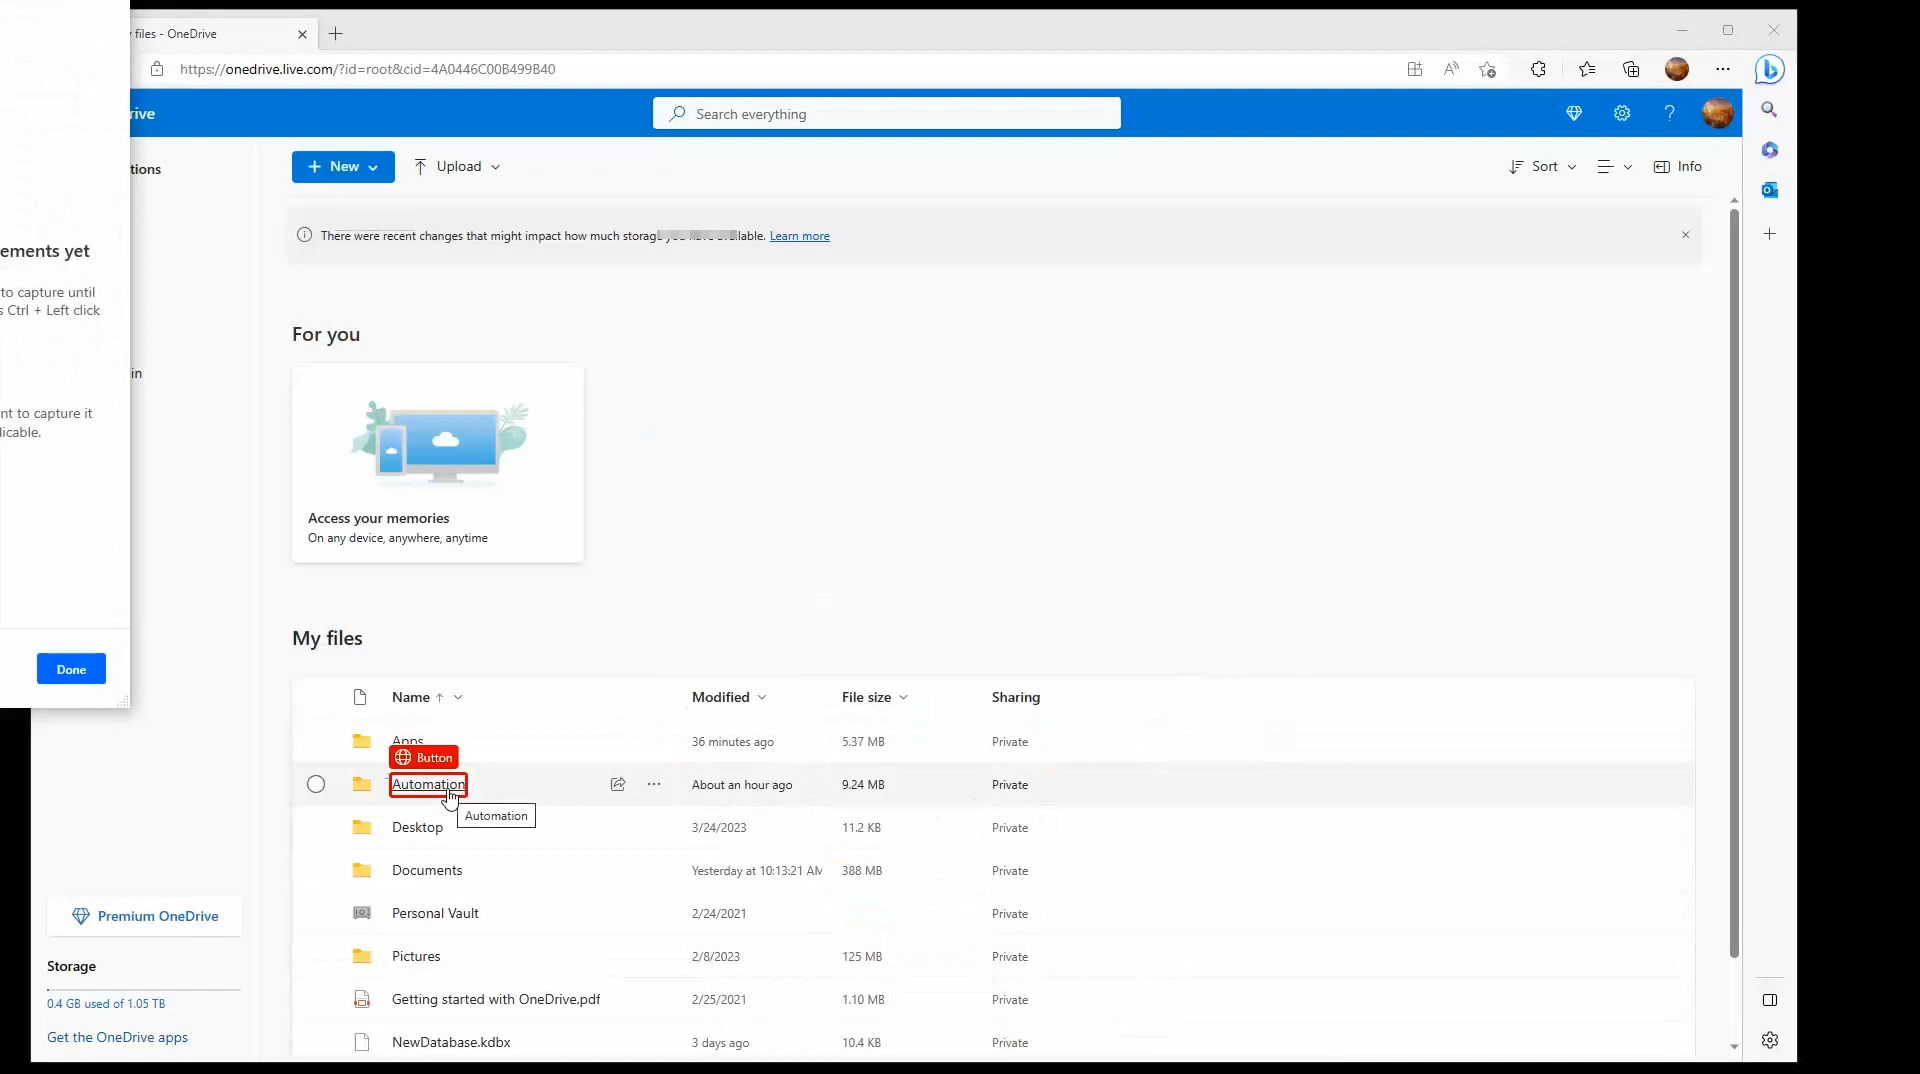 files - OneDrive
https://onedrive.live.com/?id=root&cid=4A0446C00B499B40
rive
Search everything
tions
New
Upload
Sort
Info
There were recent changes that might impact how much storage you have available. Learn more
ements yet
to capture until
s Ctrl + Left click
in
nt to capture it
licable.
Done
For you
Access your memories
On any device, anywhere, anytime
My files
Name
Modified
File size
Sharing
Apps
36 minutes ago
5.37 MB
Private
Button
Automation
About an hour ago
9.24 MB
Private
Automation
Desktop
3/24/2023
11.2 KB
Private
Documents
Yesterday at 10:13:21 AM
388 MB
Private
Personal Vault
2/24/2021
Private
Pictures
2/8/2023
125 MB
Private
Getting started with OneDrive.pdf
2/25/2021
1.10 MB
Private
NewDatabase.kdbx
3 days ago
10.4 KB
Private
Premium OneDrive
Storage
0.4 GB used of 1.05 TB
Get the OneDrive apps